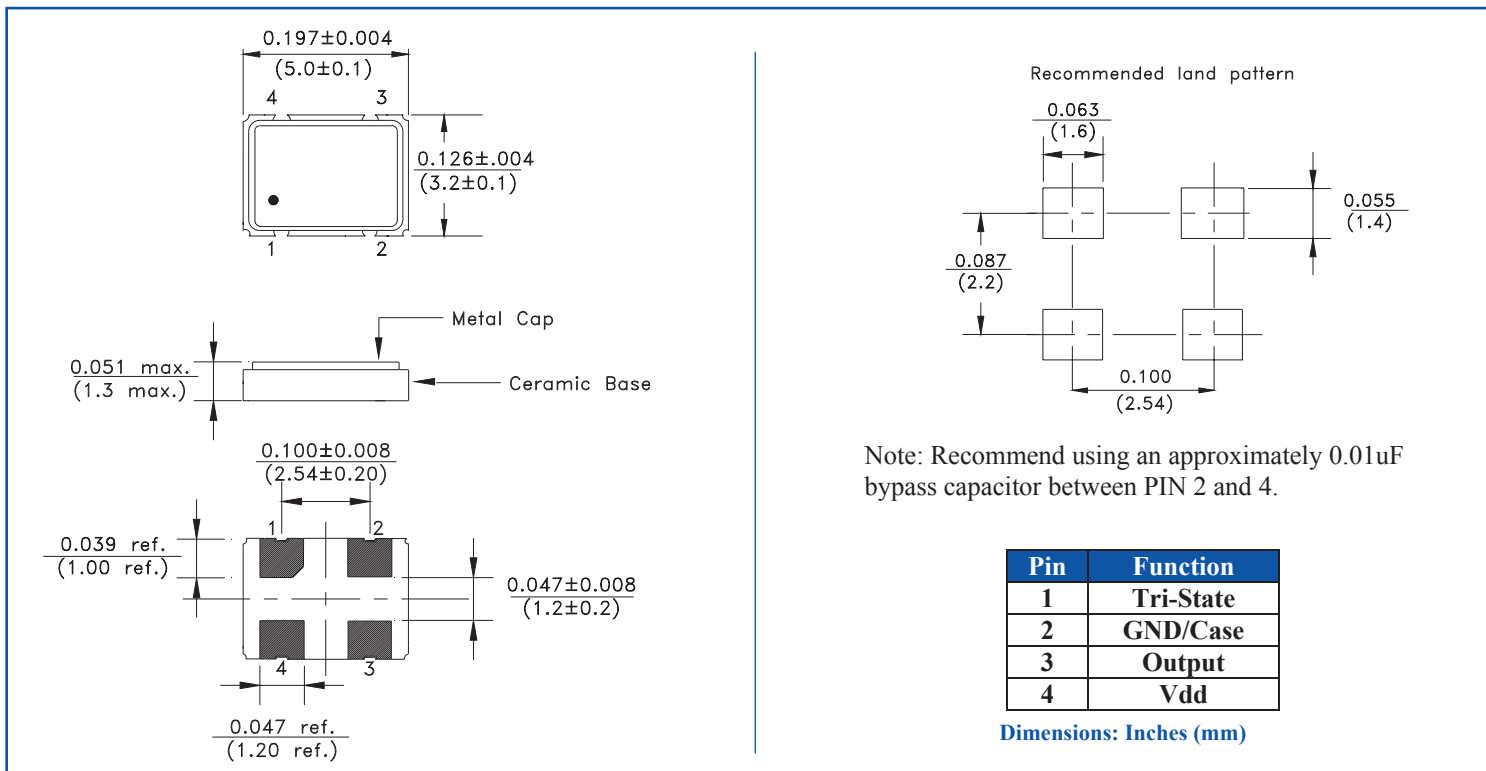 0.197±0.004
(5.0±0.1)
4 3
0.126±.004
(3.2±0.1)
1 2
Metal Cap
0.051 max.
(1.3 max.)
Ceramic Base
0.100±0.008
(2.54±0.20)
1 2
0.039 ref.
(1.00 ref.)
0.047±0.008
(1.2±0.2)
4 3
0.047 ref.
(1.20 ref.)
Recommended land pattern
0.063
(1.6)
0.055
(1.4)
0.087
(2.2)
0.100
(2.54)
Note: Recommend using an approximately 0.01uF
bypass capacitor between PIN 2 and 4.
Pin Function
1 Tri-State
2 GND/Case
3 Output
4 Vdd
Dimensions: Inches (mm)